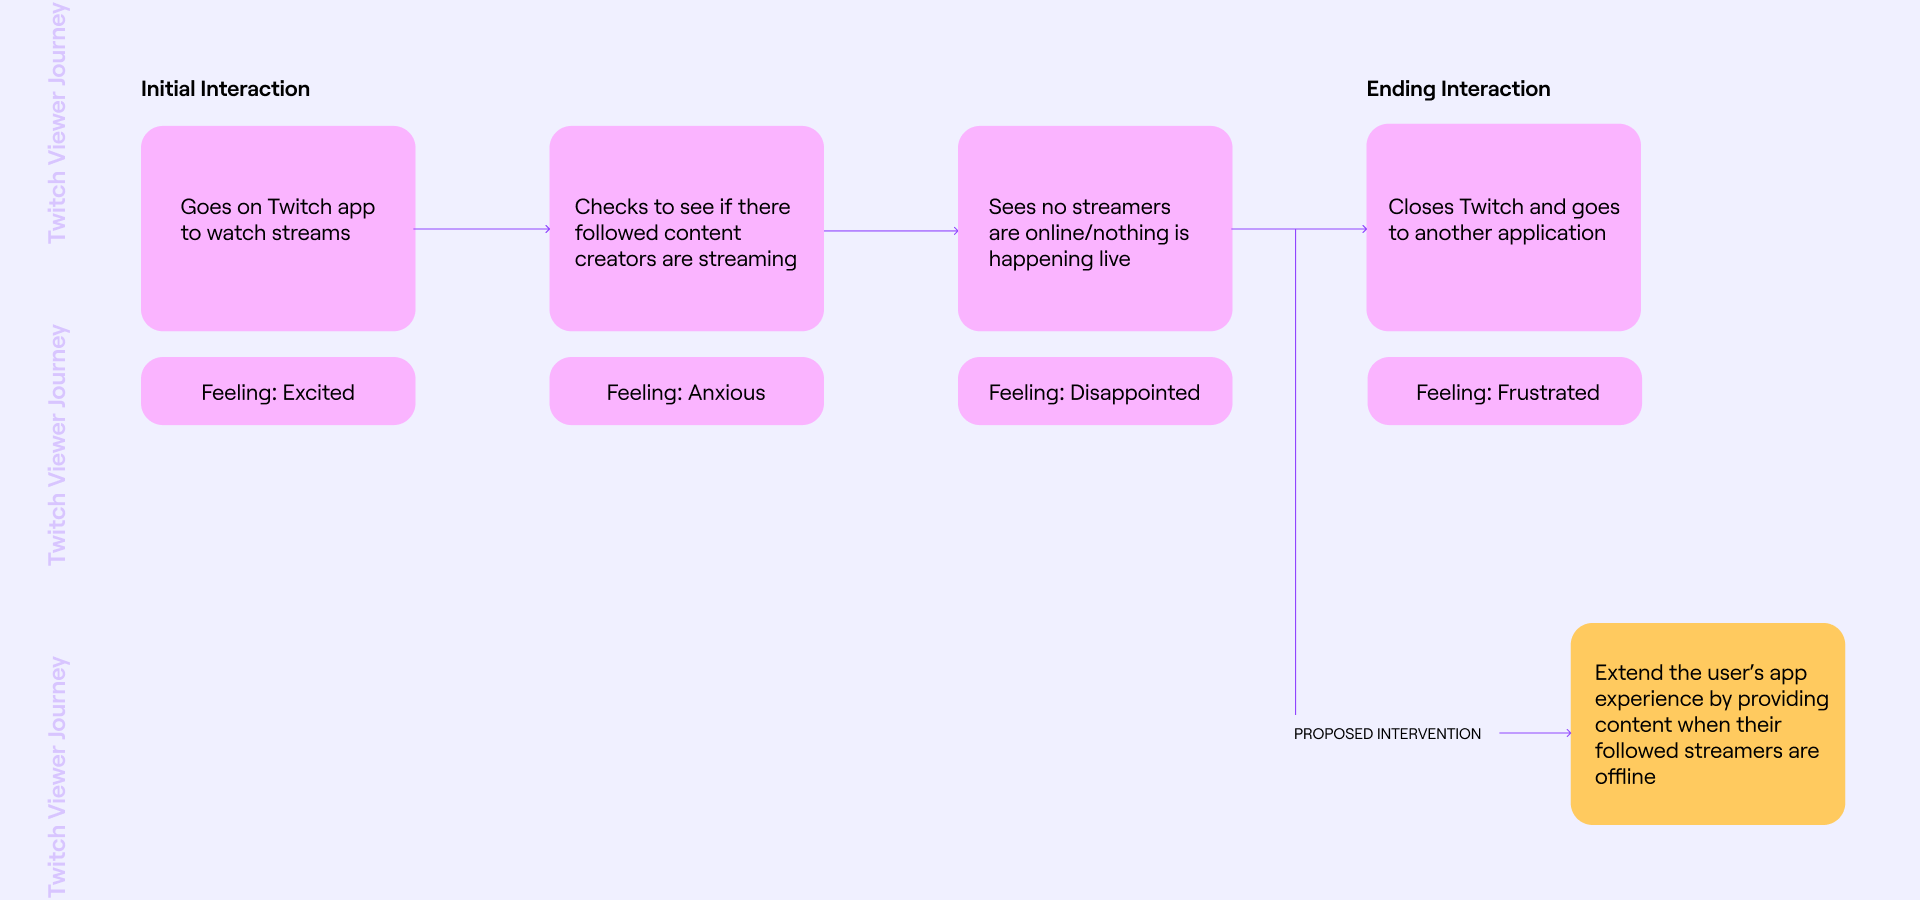 Twitch Viewer Journey
Twitch Viewer Journey
Twitch Viewer Journey
Initial Interaction
Goes on Twitch app
to watch streams
Feeling: Excited
Checks to see if there
followed content
creators are streaming
Feeling: Anxious
Sees no streamers
are online/nothing is
happening live
Feeling: Disappointed
Ending Interaction
Closes Twitch and goes
to another application
Feeling: Frustrated
PROPOSED INTERVENTION
Extend the user’s app
experience by providing
content when their
followed streamers are
offline